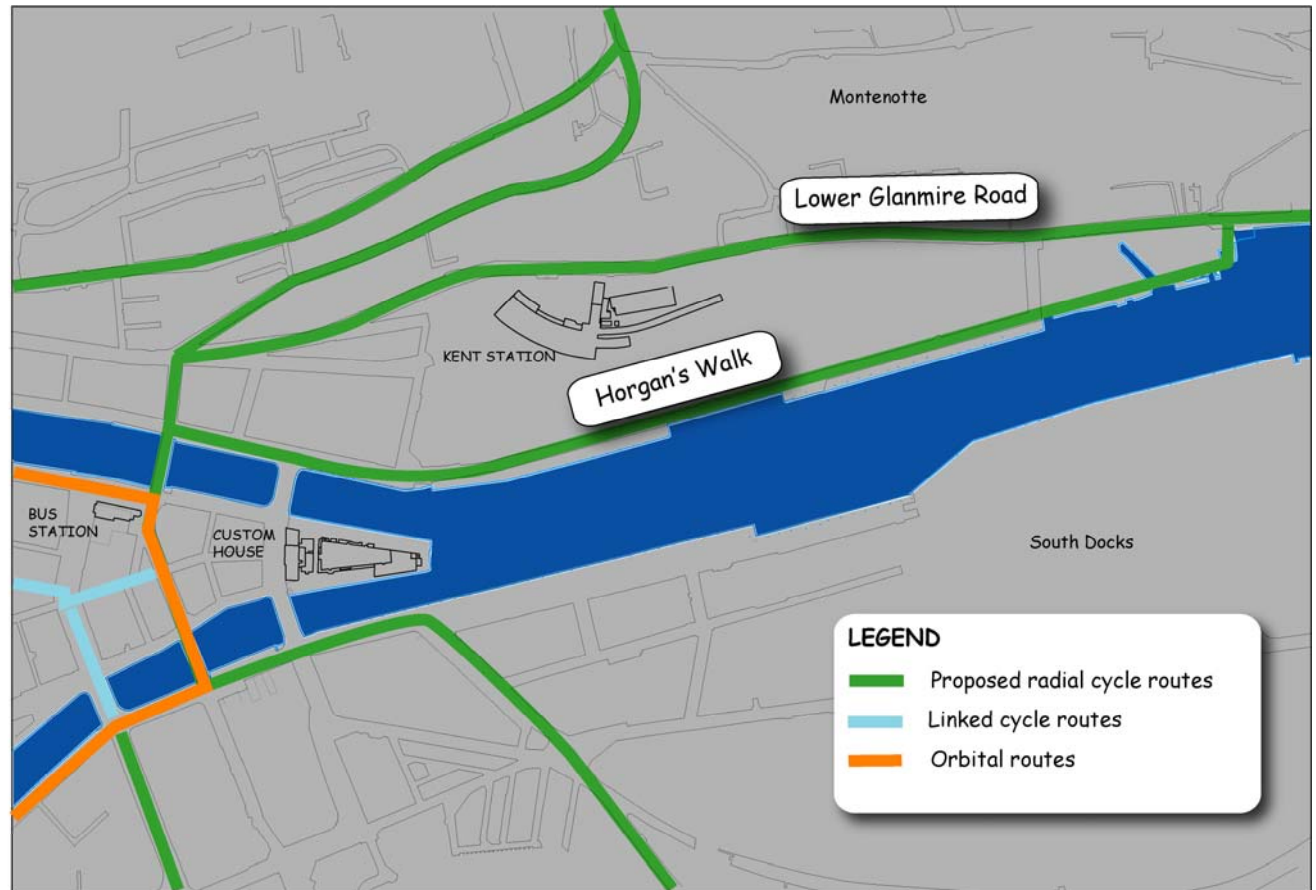 Montenotte
Lower Glanmire Road
KENT STATION
Horgan's Walk
BUS
STATION
CUSTOM
HOUSE
South Docks
LEGEND
Proposed radial cycle routes
Linked cycle routes
Orbital routes